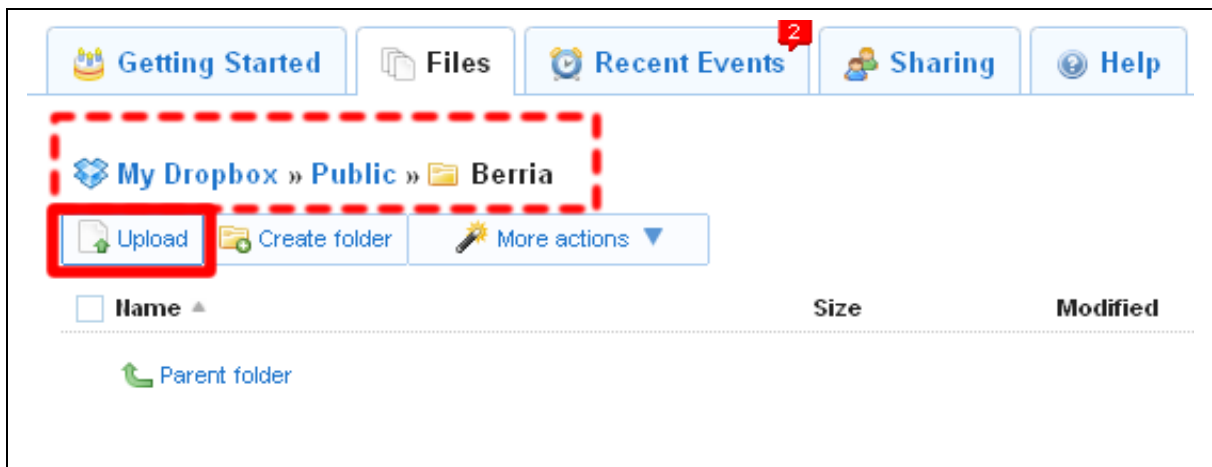 2
Getting Started Files Recent Events Sharing Help
My Dropbox » Public » Berria
Upload Create folder More actions ▼
Name ▲ Size Modified
Parent folder